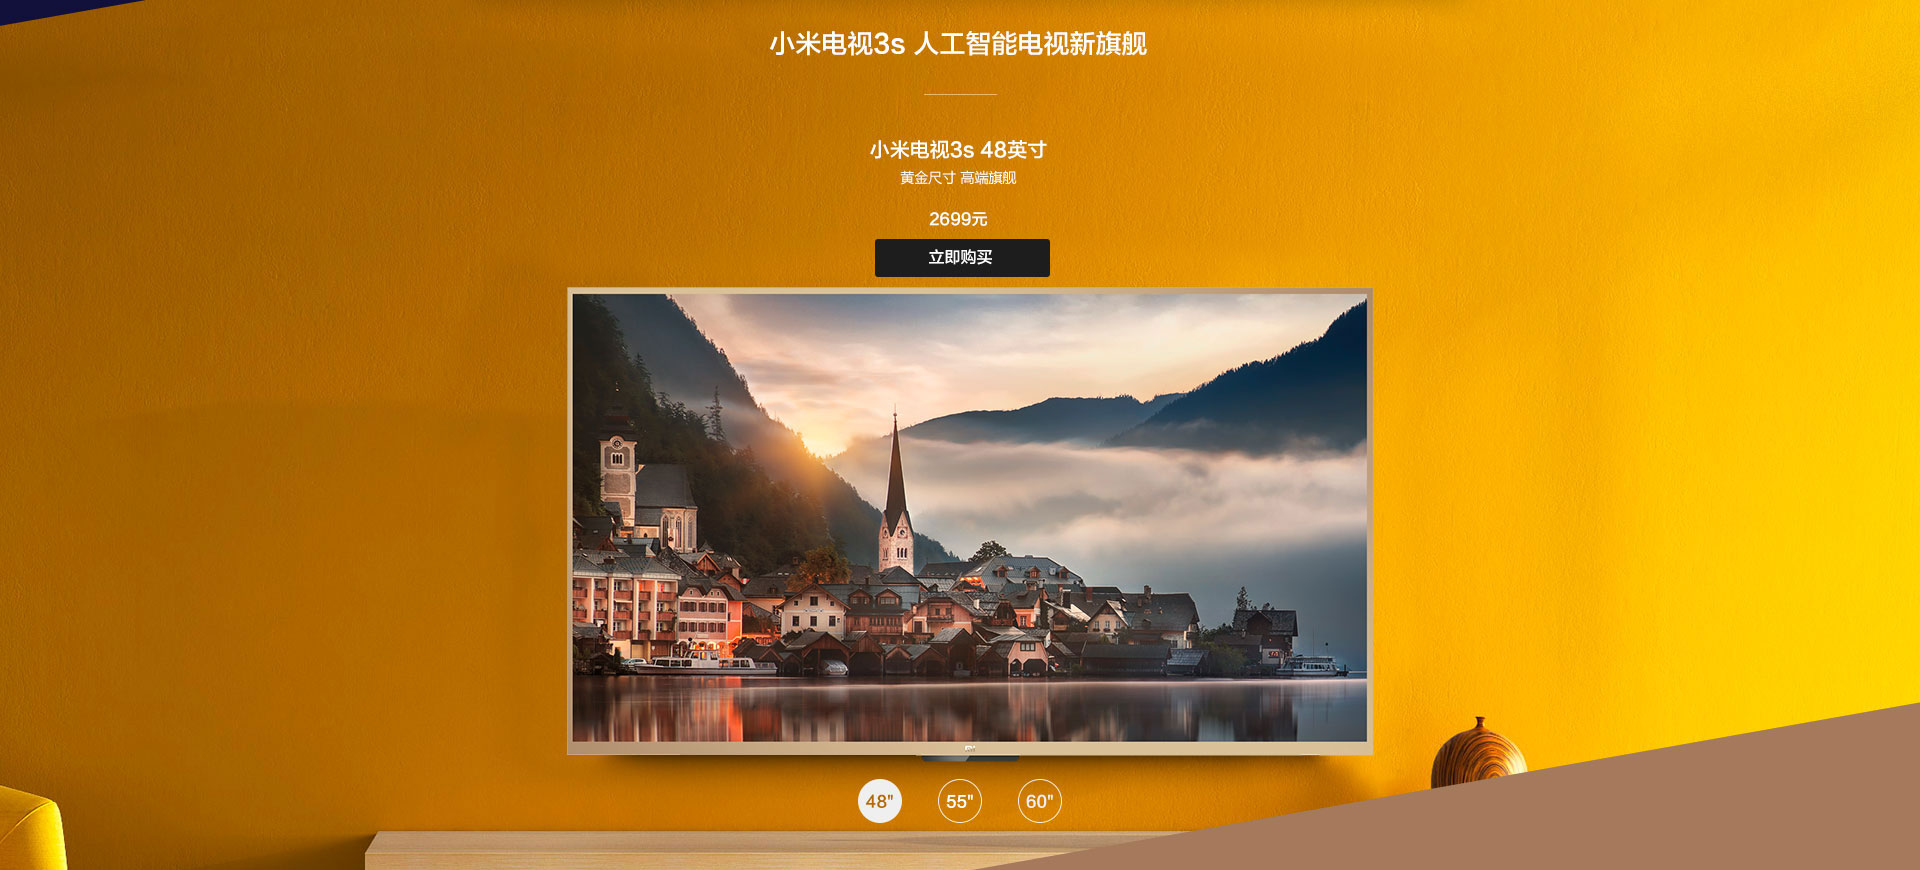 小米电视3s 人工智能电视新旗舰
小米电视3s 48英寸
黄金尺寸 高端旗舰
2699元
立即购买
48" 55" 60"